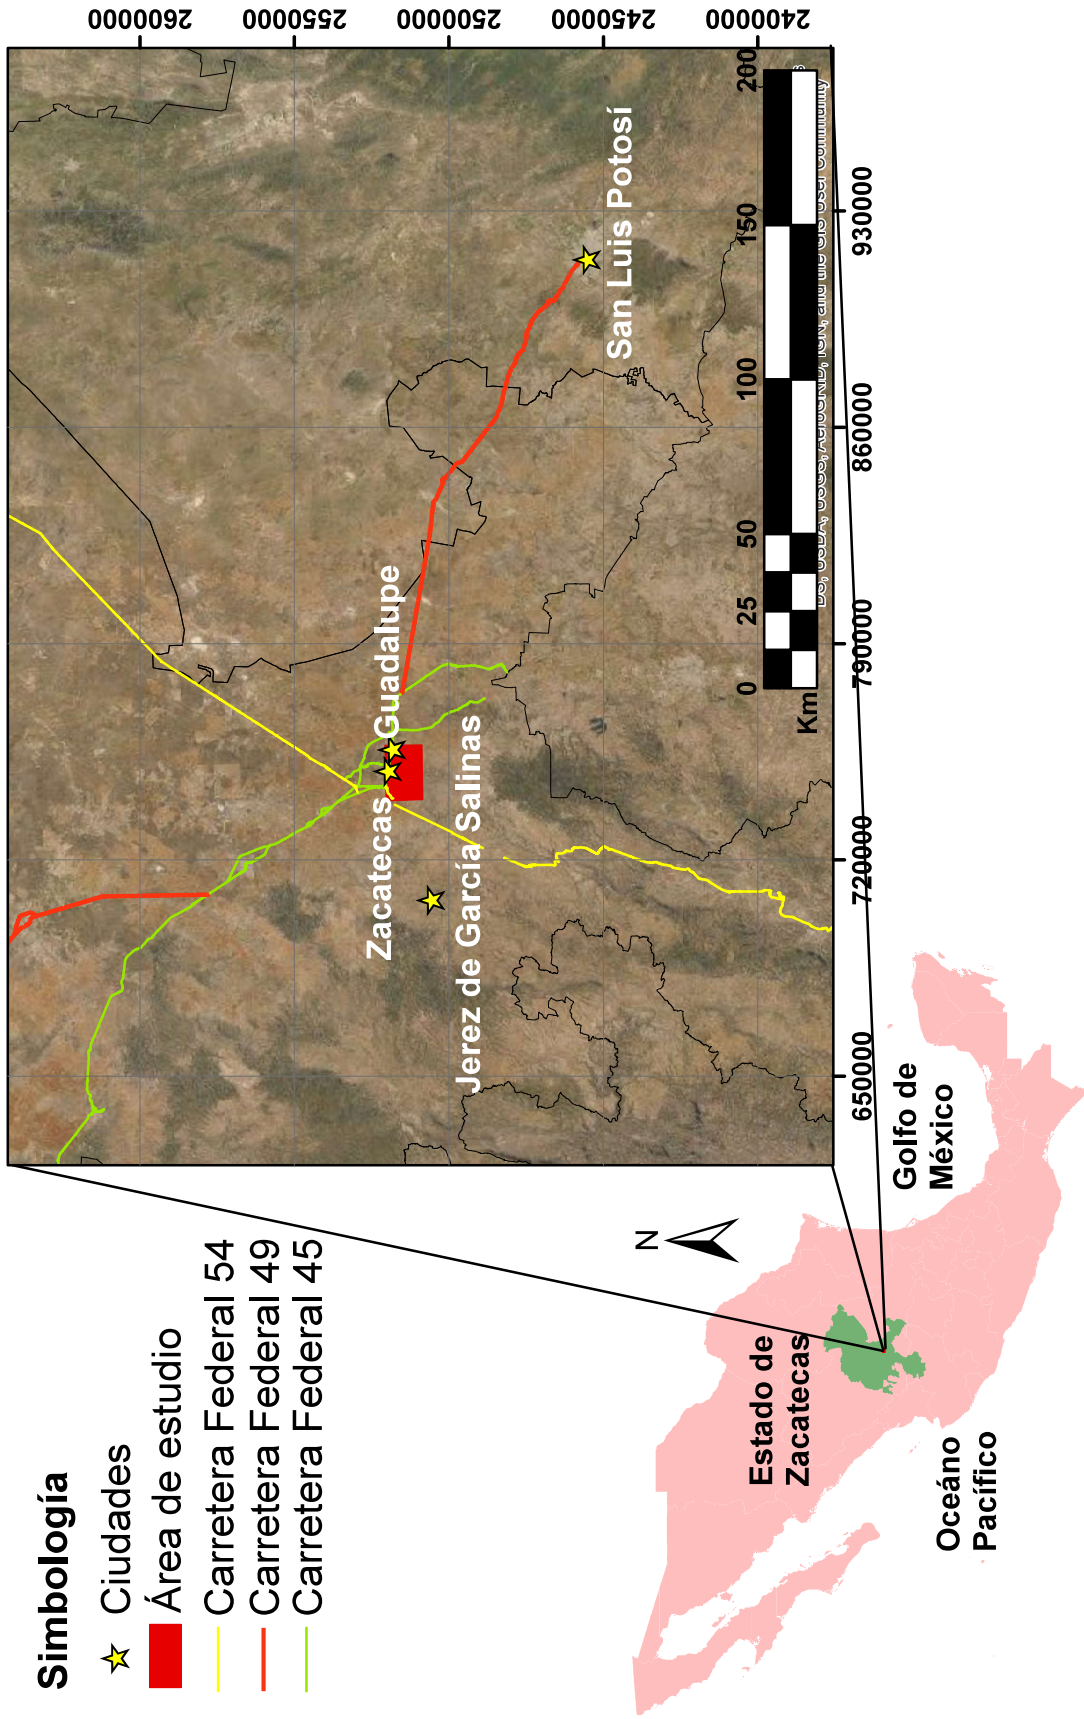 Simbología
Ciudades
Área de estudio
Carretera Federal 54
Carretera Federal 49
Carretera Federal 45
2600000
2550000
2500000
2450000
2400000
Zacatecas
Guadalupe
Jerez de García Salinas
San Luis Potosí
0
25
50
100
150
200
Km
650000
720000
790000
860000
930000
N
Estado de
Zacatecas
Golfo de
México
Oceáno
Pacífico